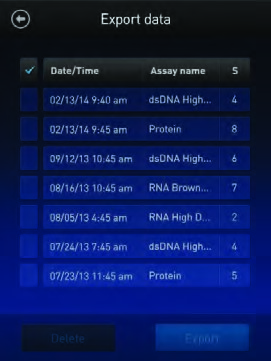 Export data
✓ Date/Time Assay name S
02/13/14 9:40 am dsDNA High... 4
02/13/14 9:45 am Protein 8
09/12/13 10:45 am dsDNA High... 6
08/16/13 10:45 am RNA Brown... 7
08/05/13 4:45 am RNA High D... 2
07/24/13 7:45 am dsDNA High... 4
07/23/13 11:45 am Protein 5
Delete Export